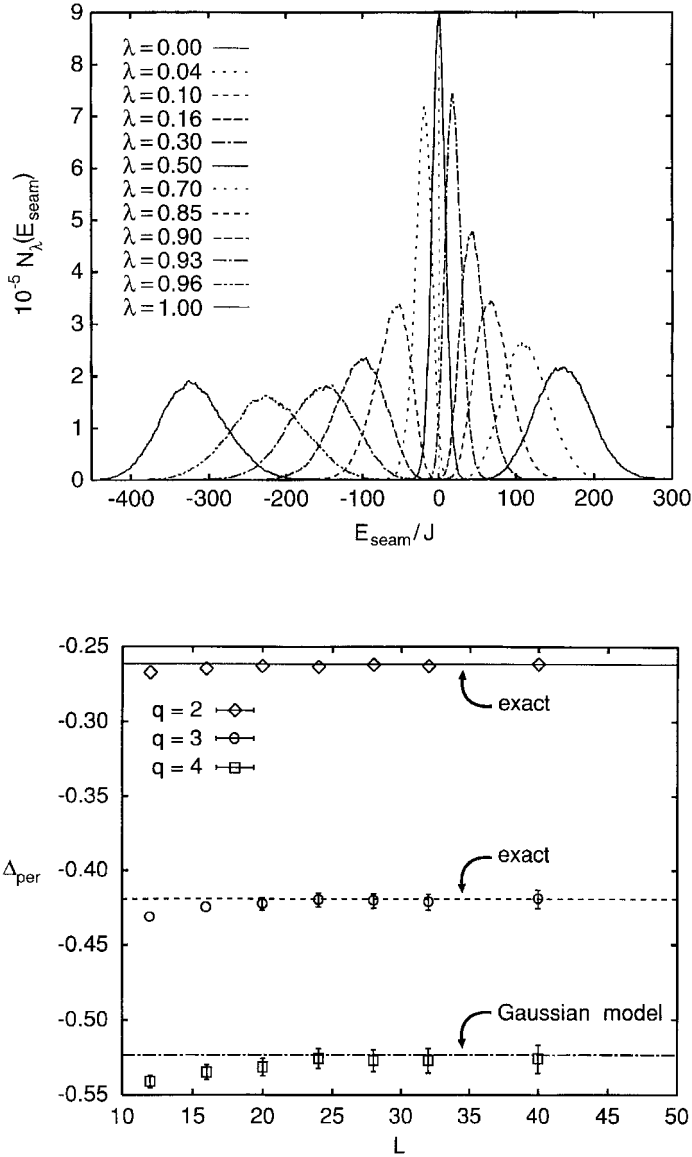 9
8
7
6
5
4
3
2
1
0
10⁻⁵ N_λ(E_seam)
λ=0.00
λ=0.04
λ=0.10
λ=0.16
λ=0.30
λ=0.50
λ=0.70
λ=0.85
λ=0.90
λ=0.93
λ=0.96
λ=1.00
-400 -300 -200 -100 0 100 200 300
E_seam/J
-0.25
-0.30
-0.35
-0.40
-0.45
-0.50
-0.55
Δ_per
q = 2
q = 3
q = 4
exact
exact
Gaussian model
10 15 20 25 30 35 40 45 50
L